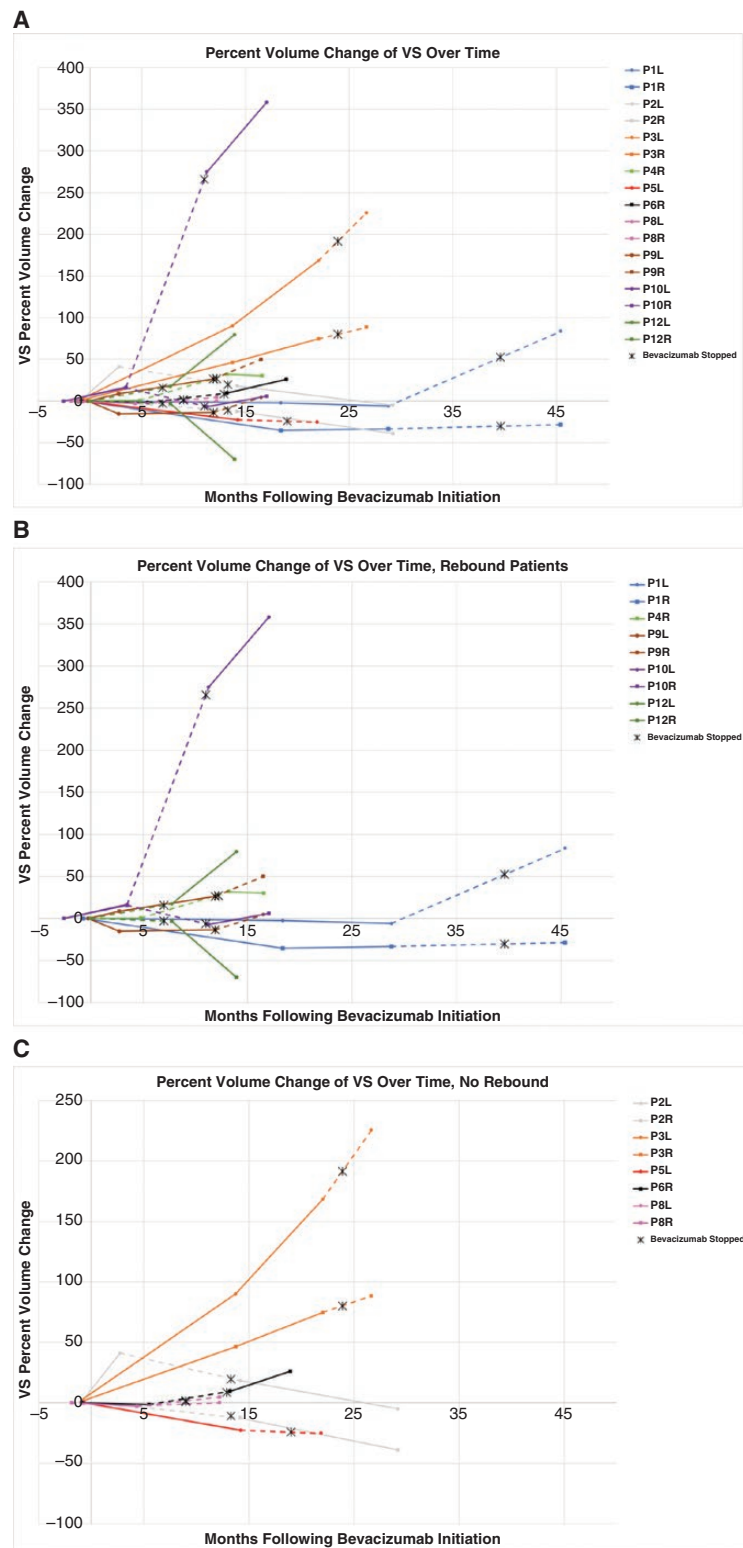 A
Percent Volume Change of VS Over Time
VS Percent Volume Change
400
350
300
250
200
150
100
50
0
−50
−100
−5
5
15
25
35
45
Months Following Bevacizumab Initiation
P1L
P1R
P2L
P2R
P3L
P3R
P4R
P5L
P6R
P8L
P8R
P9L
P9R
P10L
P10R
P12L
P12R
Bevacizumab Stopped
B
Percent Volume Change of VS Over Time, Rebound Patients
VS Percent Volume Change
400
350
300
250
200
150
100
50
0
−50
−100
−5
5
15
25
35
45
Months Following Bevacizumab Initiation
P1L
P1R
P4R
P9L
P9R
P10L
P10R
P12L
P12R
Bevacizumab Stopped
C
Percent Volume Change of VS Over Time, No Rebound
VS Percent Volume Change
250
200
150
100
50
0
−50
−100
−5
5
15
25
35
45
Months Following Bevacizumab Initiation
P2L
P2R
P3L
P3R
P5L
P6R
P8L
P8R
Bevacizumab Stopped